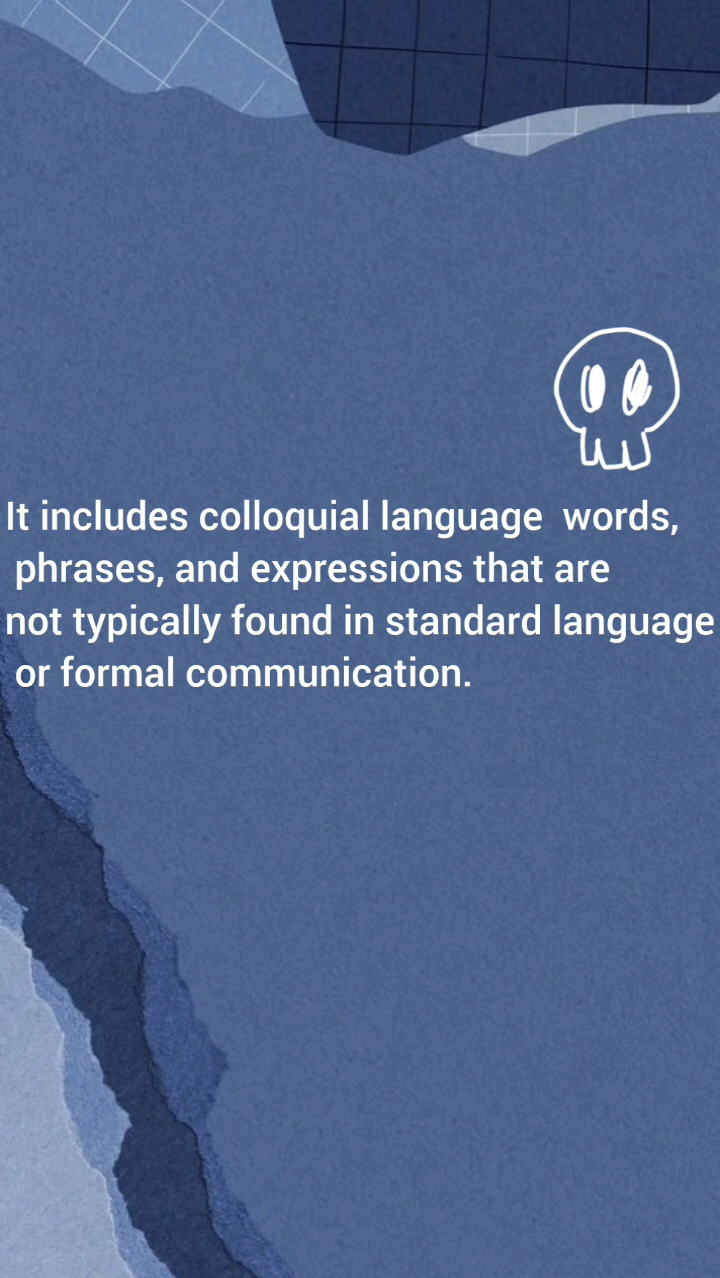 It includes colloquial language  words,
phrases, and expressions that are
not typically found in standard language
or formal communication.